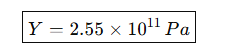 Y = 2.55 × 10¹¹ Pa